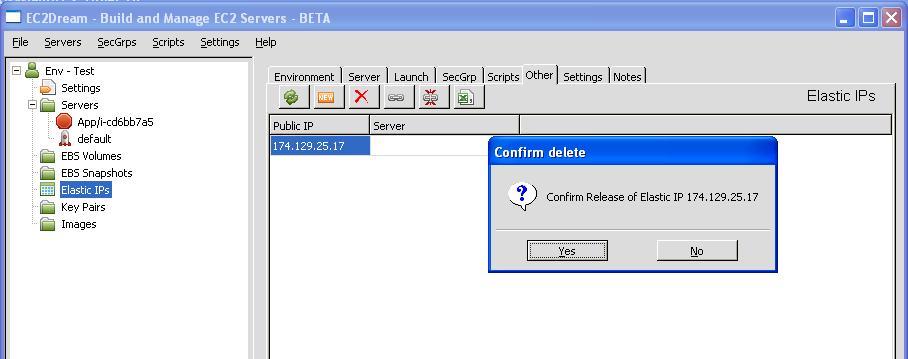 EC2Dream - Build and Manage EC2 Servers - BETA
File Servers SecGrps Scripts Settings Help
Env - Test
Settings
Servers
App/i-cd6bb7a5
default
EBS Volumes
EBS Snapshots
Elastic IPs
Key Pairs
Images
Environment Server Launch SecGrp Scripts Other Settings Notes
NEW
Elastic IPs
Public IP Server
174.129.25.17
Confirm delete
Confirm Release of Elastic IP 174.129.25.17
Yes No